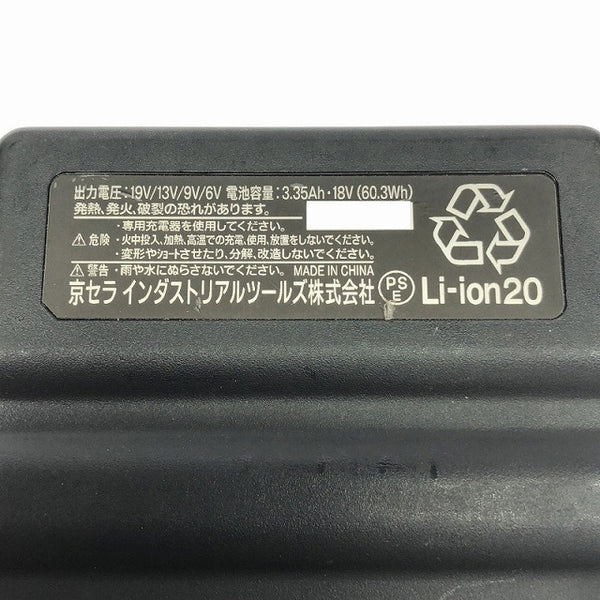 出力電圧:19V/13V/9V/6V 電池容量:3.35Ah・18V(60.3Wh)
発熱、発火、破裂の恐れがあります。
・専用充電器を使用してください。
⚠危険・火中投入、加熱、高温での充電、使用、放置をしないでください。
・変形やショートさせたり、分解、改造しないでください。
⚠警告・雨や水にぬらさないでください。 MADE IN CHINA
京セラ インダストリアルツールズ株式会社 PSE Li-ion20